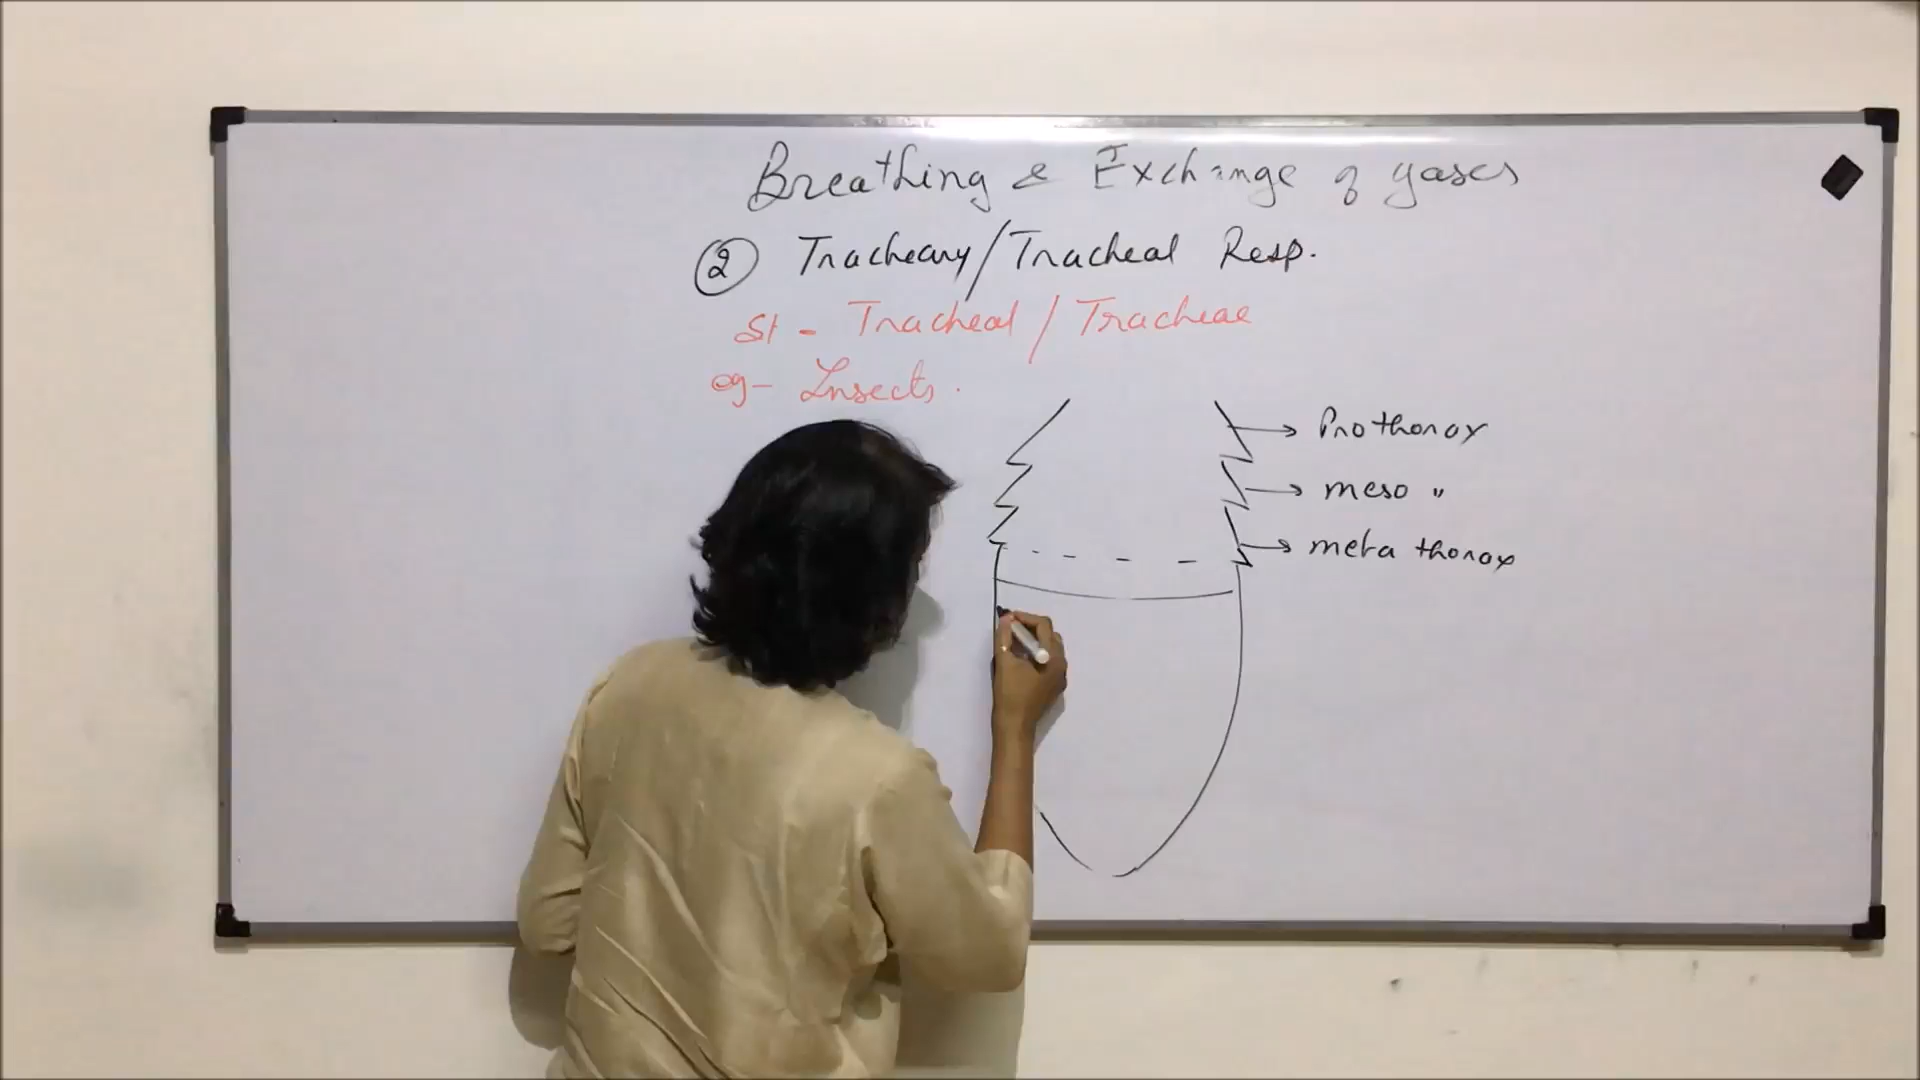 Breathing & Exchange of gases
② Tracheary/Tracheal Resp.
St - Tracheal / Tracheae
eg- Insects.
Prothorax
meso "
meta thorax